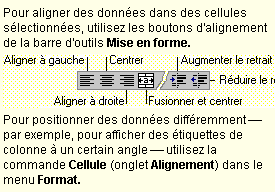 Pour aligner des données dans des cellules
sélectionnées, utilisez les boutons d'alignement
de la barre d'outils Mise en forme.
Aligner à gauche Centrer Augmenter le retrait
Réduire le r
Aligner à droite Fusionner et centrer
Pour positionner des données différemment —
par exemple, pour afficher des étiquettes de
colonne à un certain angle — utilisez la
commande Cellule (onglet Alignement) dans le
menu Format.